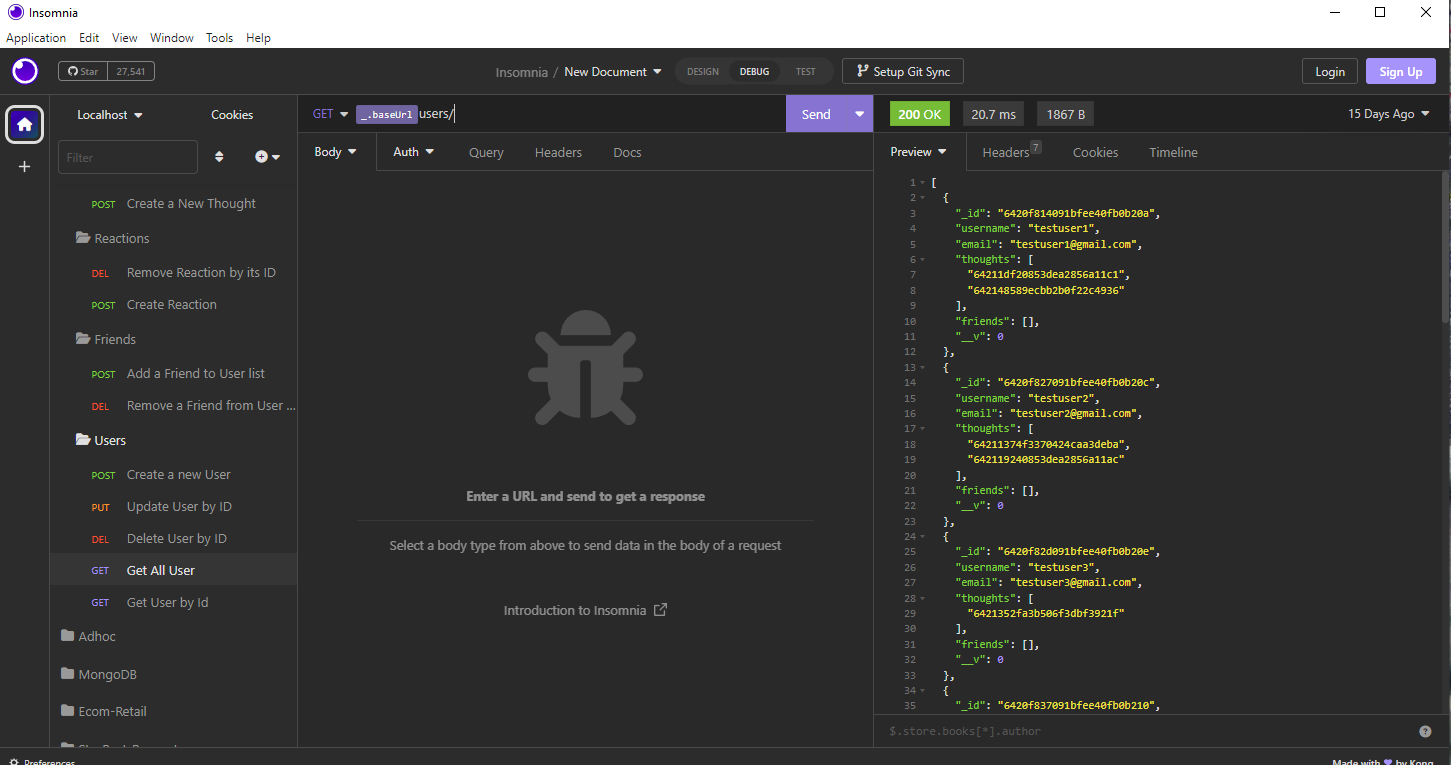 Insomnia
Application Edit View Window Tools Help
Star 27,541
Insomnia / New Document
DESIGN DEBUG TEST
Setup Git Sync
Login
Sign Up
Localhost
Cookies
Filter
POST Create a New Thought
Reactions
DEL Remove Reaction by its ID
POST Create Reaction
Friends
POST Add a Friend to User list
DEL Remove a Friend from User ...
Users
POST Create a new User
PUT Update User by ID
DEL Delete User by ID
GET Get All User
GET Get User by Id
Adhoc
MongoDB
Ecom-Retail
Preferences
GET _.baseUrl users/
Send
Body Auth Query Headers Docs
Enter a URL and send to get a response
Select a body type from above to send data in the body of a request
Introduction to Insomnia
200 OK 20.7 ms 1867 B
15 Days Ago
Preview Headers 7 Cookies Timeline
1 [
2 {
3 "_id": "6420f814091bfee40fb0b20a",
4 "username": "testuser1",
5 "email": "testuser1@gmail.com",
6 "thoughts": [
7 "64211df20853dea2856a11c1",
8 "642148589ecbb2b0f22c4936"
9 ],
10 "friends": [],
11 "__v": 0
12 },
13 {
14 "_id": "6420f827091bfee40fb0b20c",
15 "username": "testuser2",
16 "email": "testuser2@gmail.com",
17 "thoughts": [
18 "64211374f3370424caa3deba",
19 "642119240853dea2856a11ac"
20 ],
21 "friends": [],
22 "__v": 0
23 },
24 {
25 "_id": "6420f82d091bfee40fb0b20e",
26 "username": "testuser3",
27 "email": "testuser3@gmail.com",
28 "thoughts": [
29 "6421352fa3b506f3dbf3921f"
30 ],
31 "friends": [],
32 "__v": 0
33 },
34 {
35 "_id": "6420f837091bfee40fb0b210",
$.store.books[*].author
Made with by Kong